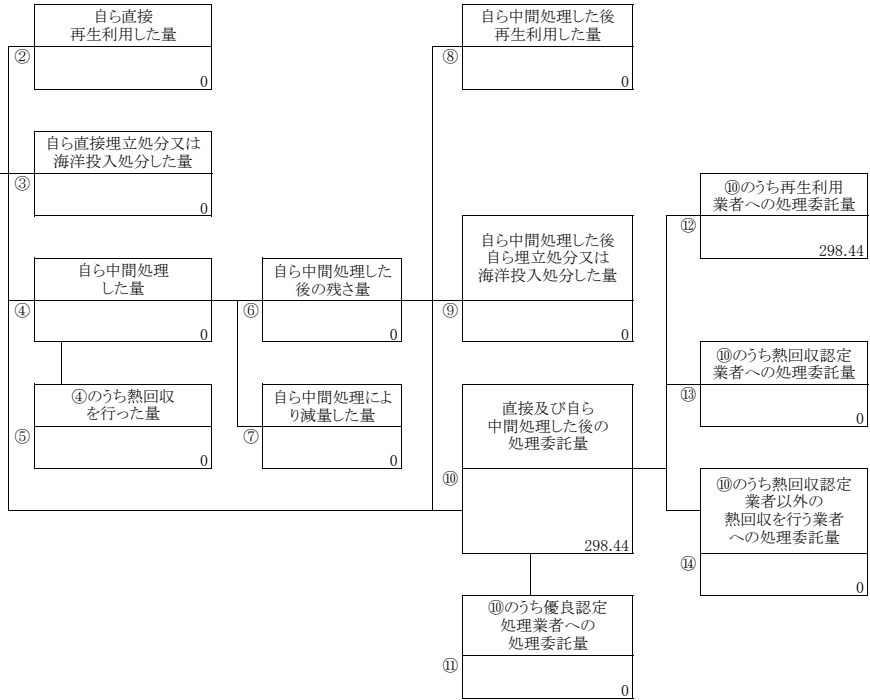 自ら直接
再生利用した量
②
0
自ら直接埋立処分又は
海洋投入処分した量
③
0
自ら中間処理
した量
④
0
④のうち熱回収
を行った量
⑤
0
自ら中間処理した
後の残さ量
⑥
0
自ら中間処理によ
り減量した量
⑦
0
自ら中間処理した後
再生利用した量
⑧
0
自ら中間処理した後
自ら埋立処分又は
海洋投入処分した量
⑨
0
直接及び自ら
中間処理した後の
処理委託量
⑩
298.44
⑩のうち優良認定
処理業者への
処理委託量
⑪
0
⑩のうち再生利用
業者への処理委託量
⑫
298.44
⑩のうち熱回収認定
業者への処理委託量
⑬
0
⑩のうち熱回収認定
業者以外の
熱回収を行う業者
への処理委託量
⑭
0